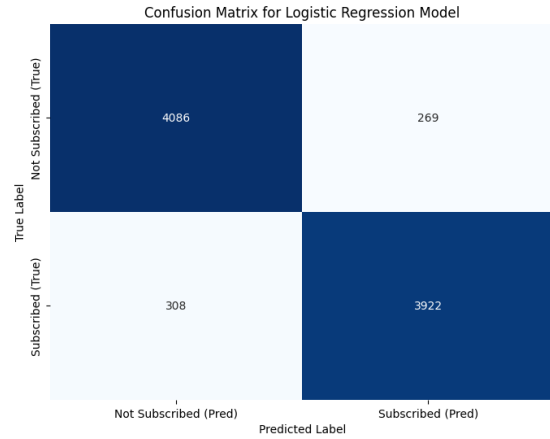 Confusion Matrix for Logistic Regression Model
True Label
Not Subscribed (True)
4086
269
Subscribed (True)
308
3922
Not Subscribed (Pred)
Subscribed (Pred)
Predicted Label